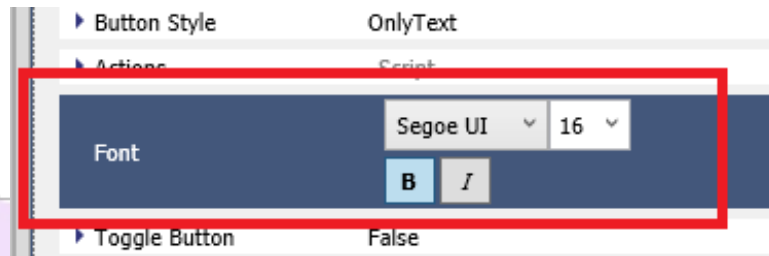 Button Style OnlyText
Actions Script
Segoe UI 16
Font
B I
Toggle Button False